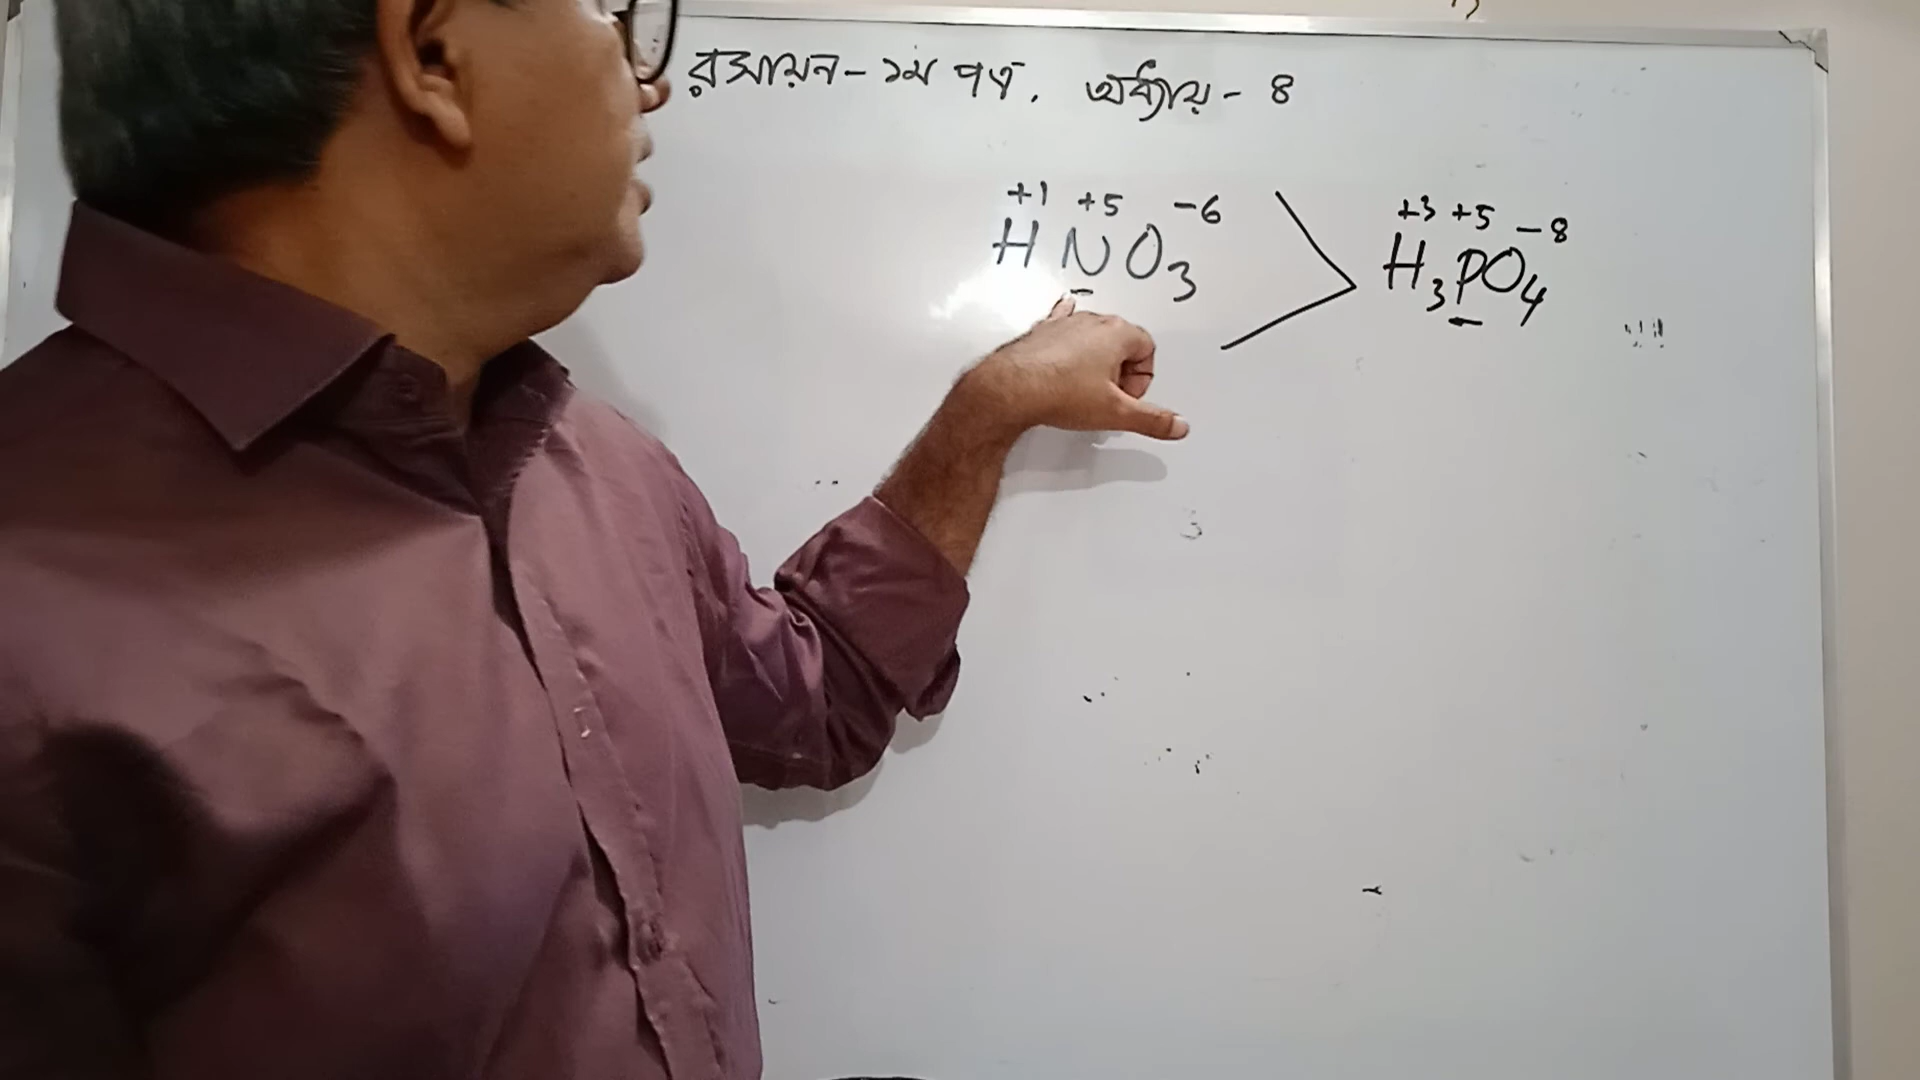 রসায়ন - ১ম পত্র, অধ্যায় - ৪
+1 +5 -6 +3 +5 -8
HNO3 > H3PO4